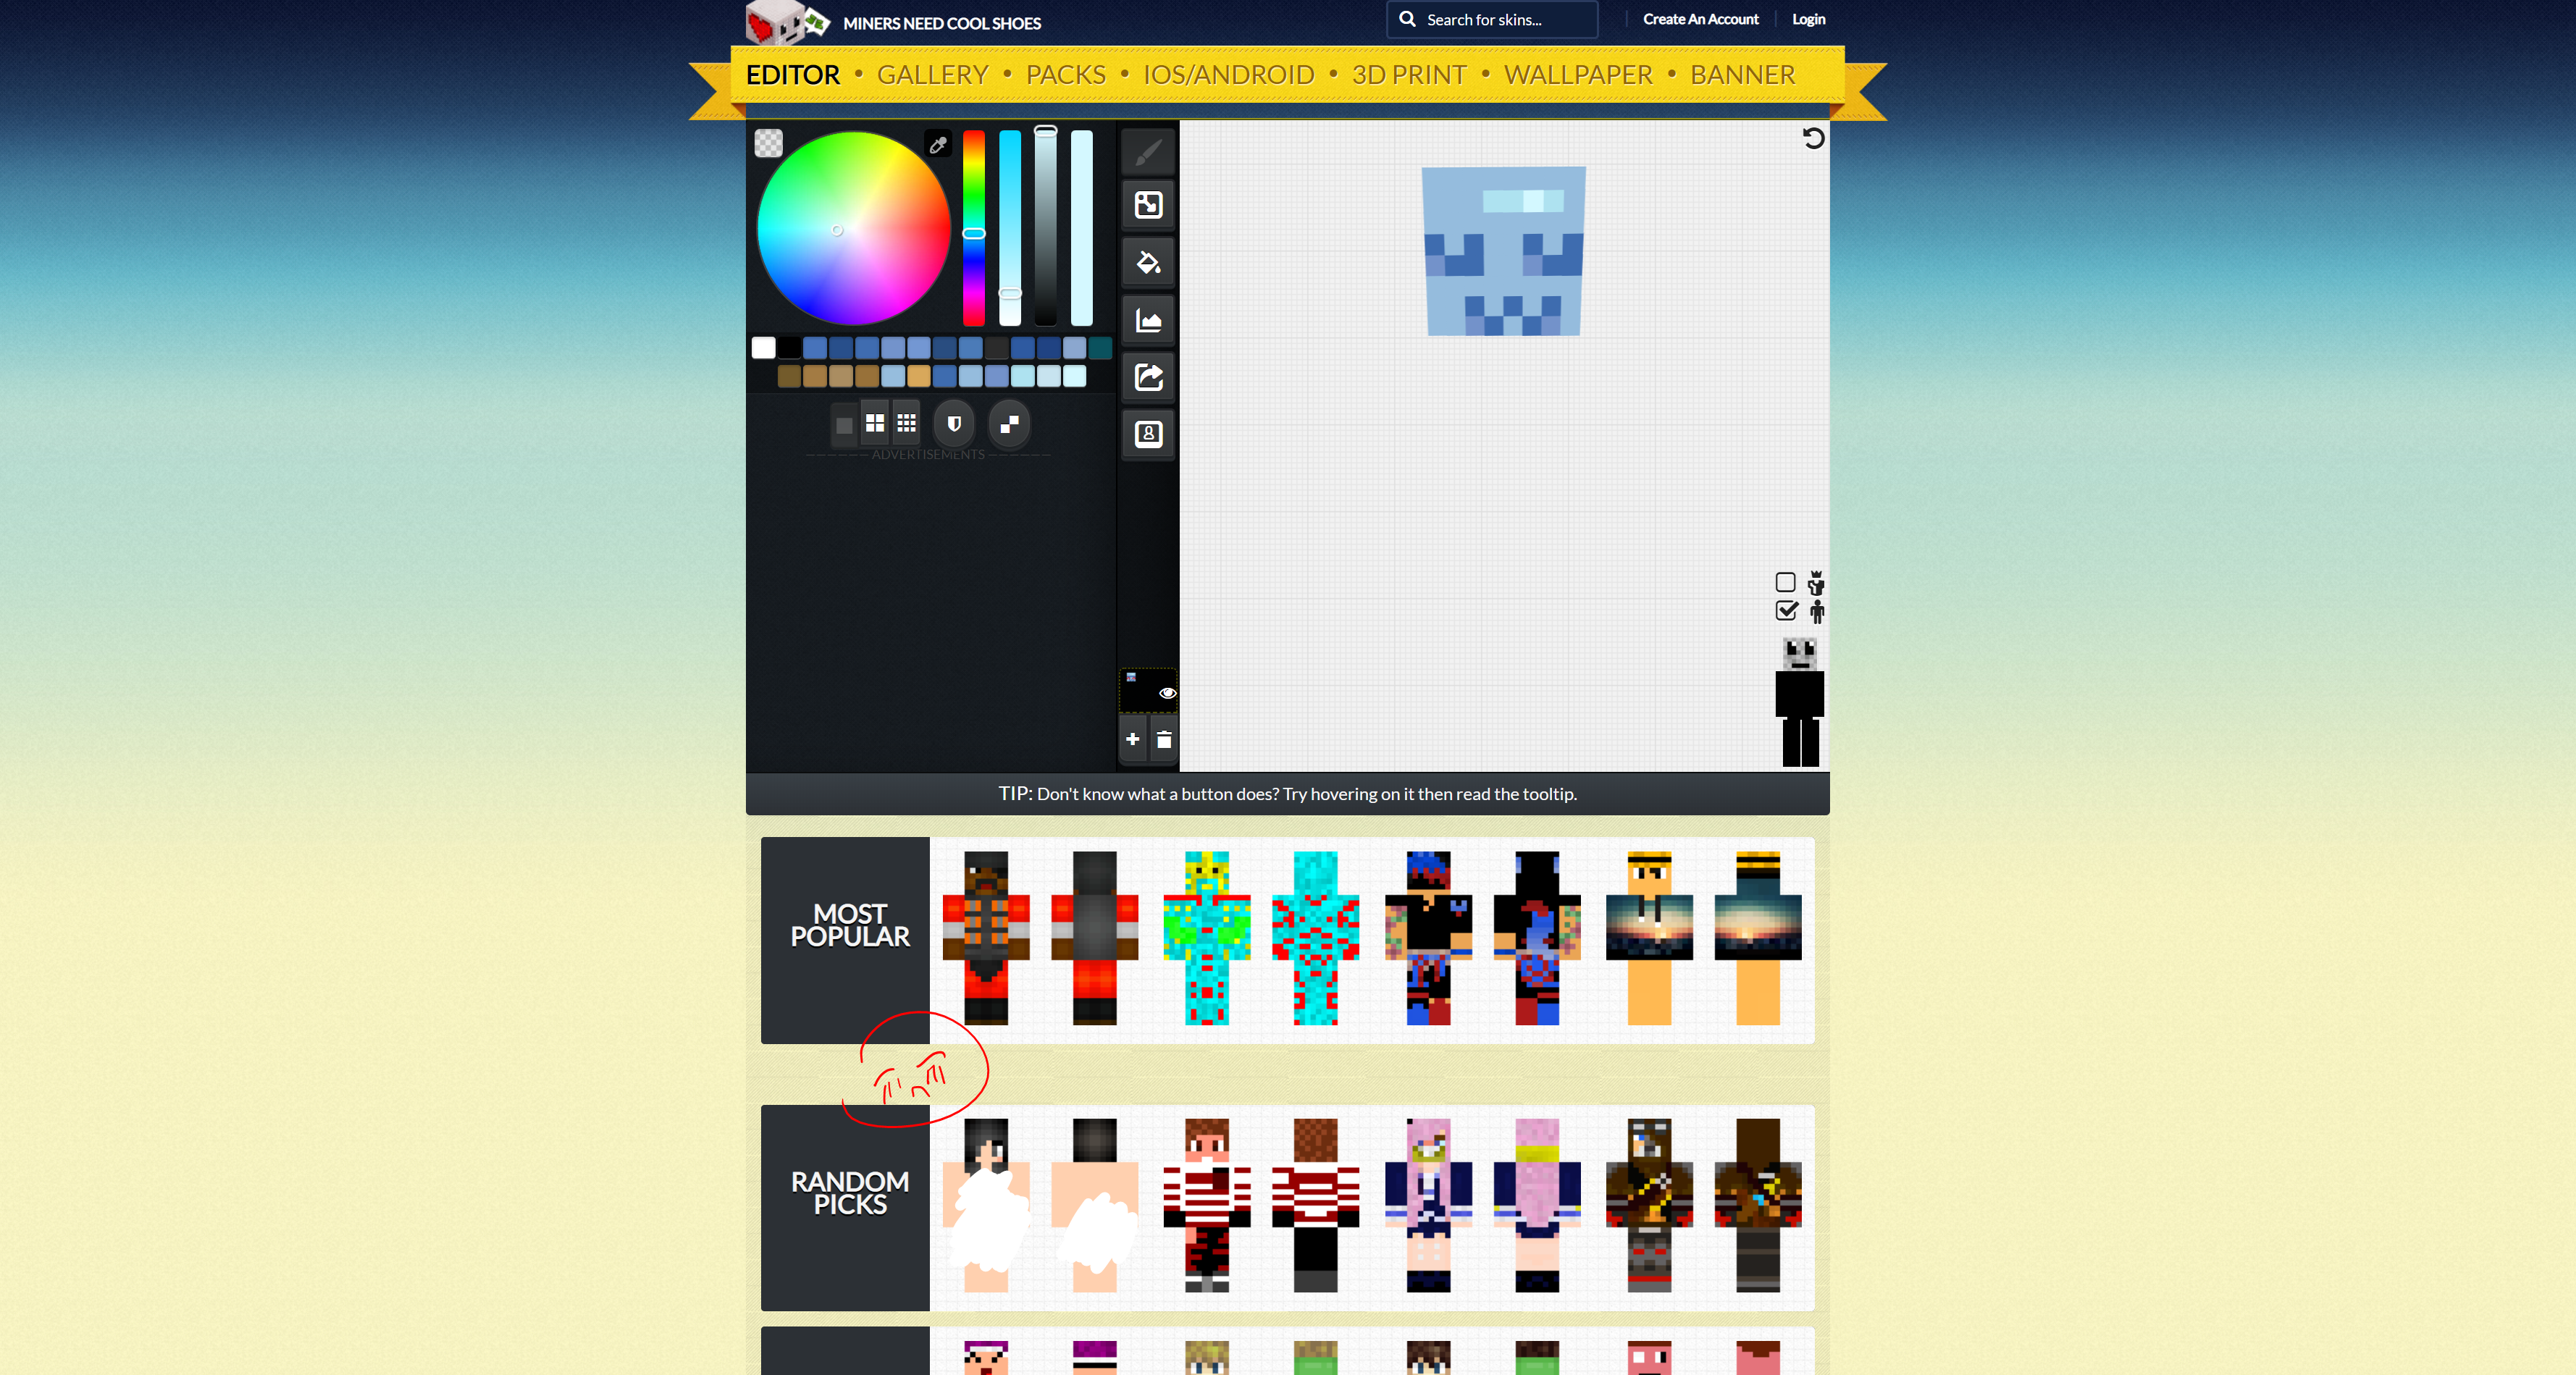 MINERS NEED COOL SHOES
Search for skins...
Create An Account
Login
EDITOR • GALLERY • PACKS • IOS/ANDROID • 3D PRINT • WALLPAPER • BANNER
—————— ADVERTISEMENTS ——————
TIP: Don't know what a button does? Try hovering on it then read the tooltip.
MOST
POPULAR
RANDOM
PICKS